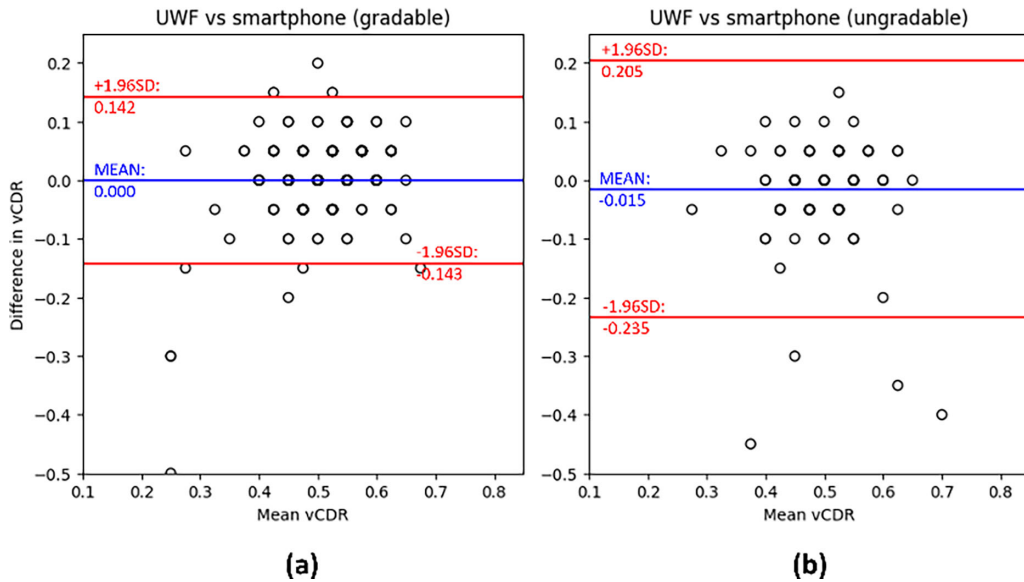 UWF vs smartphone (gradable)
Difference in vCDR
0.2
0.1
0.0
−0.1
−0.2
−0.3
−0.4
−0.5
+1.96SD:
0.142
MEAN:
0.000
-1.96SD:
-0.143
0.1 0.2 0.3 0.4 0.5 0.6 0.7 0.8
Mean vCDR
(a)
UWF vs smartphone (ungradable)
0.2
0.1
0.0
−0.1
−0.2
−0.3
−0.4
−0.5
+1.96SD:
0.205
MEAN:
-0.015
-1.96SD:
-0.235
0.1 0.2 0.3 0.4 0.5 0.6 0.7 0.8
Mean vCDR
(b)